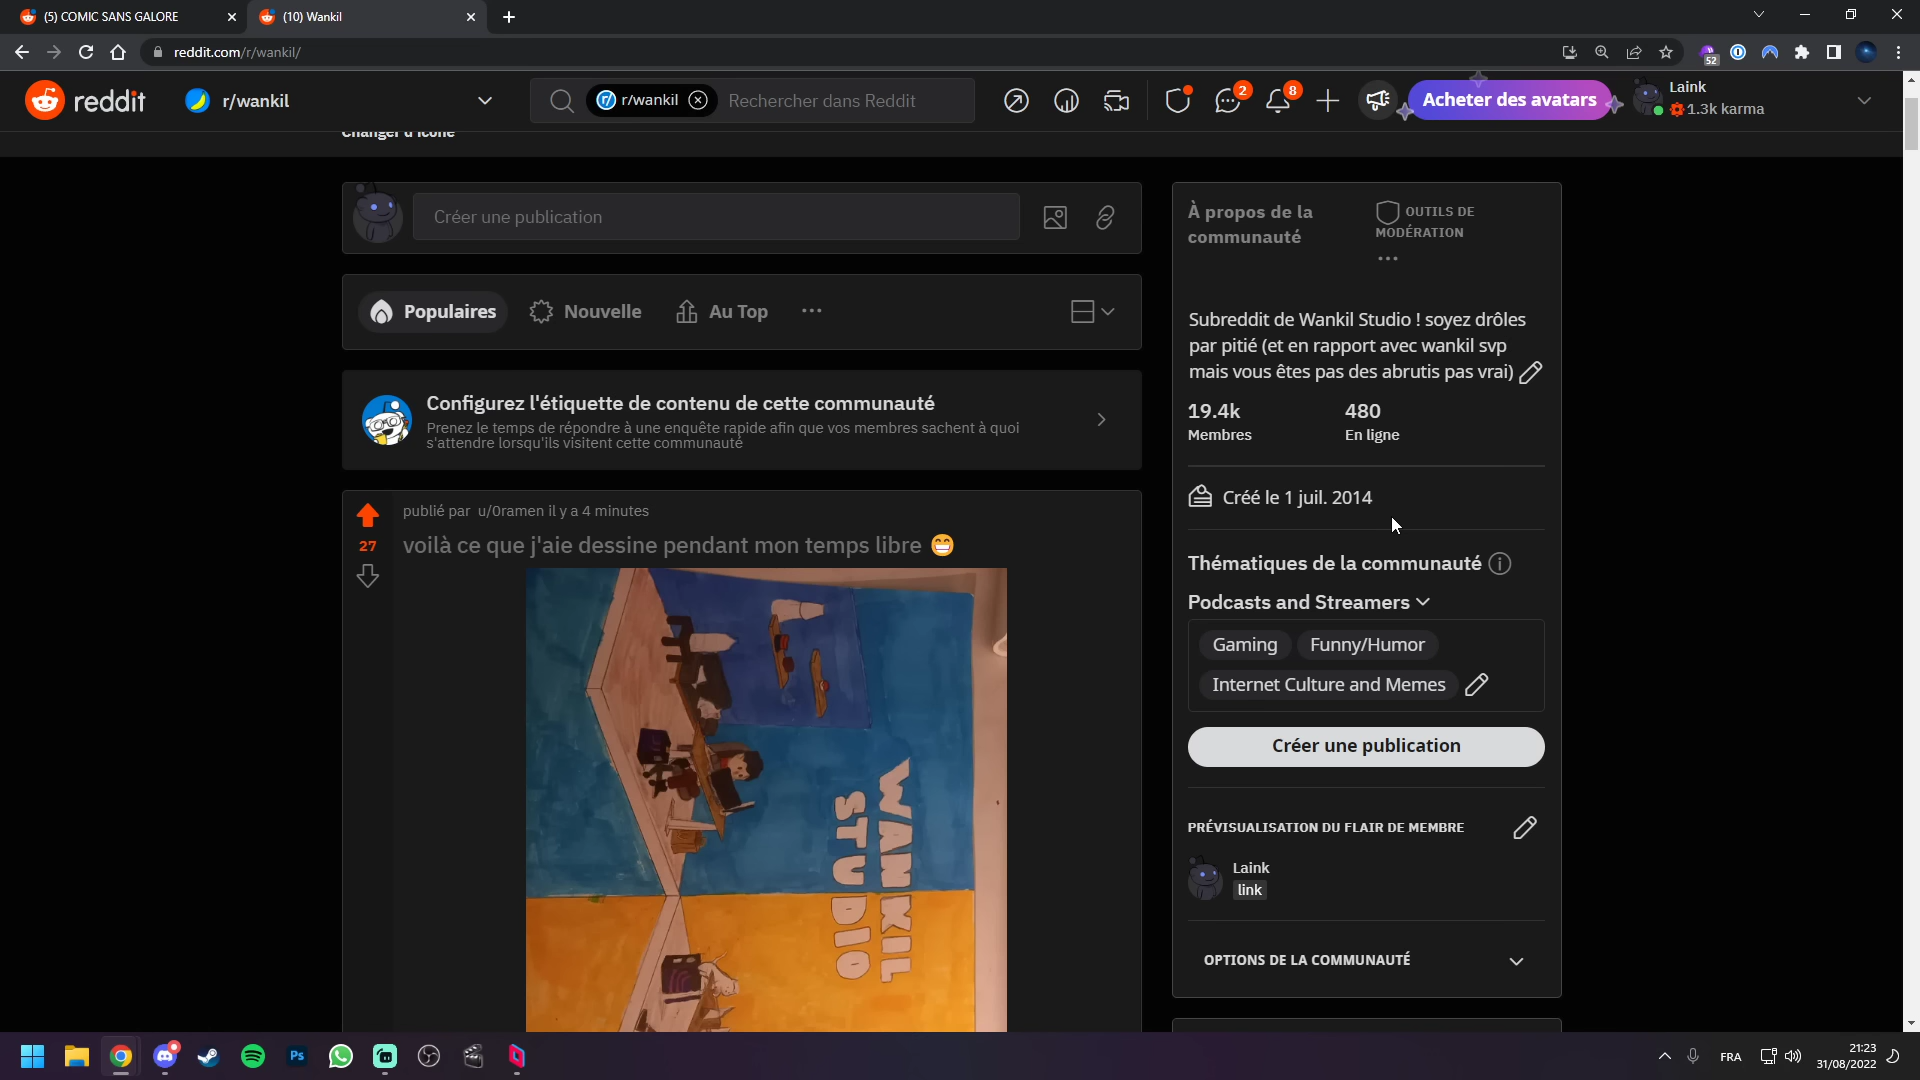 (5) COMIC SANS GALORE
(10) Wankil
reddit.com/r/wankil/
52
reddit
r/wankil
r/wankil
Rechercher dans Reddit
2
8
Acheter des avatars
Laink
1.3k karma
Changer d'icône
Créer une publication
Populaires
Nouvelle
Au Top
Configurez l'étiquette de contenu de cette communauté
Prenez le temps de répondre à une enquête rapide afin que vos membres sachent à quoi
s'attendre lorsqu'ils visitent cette communauté
27
publié par u/0ramen il y a 4 minutes
voilà ce que j'aie dessine pendant mon temps libre 😁
WANKIL
STUDIO
À propos de la
communauté
OUTILS DE
MODÉRATION
Subreddit de Wankil Studio ! soyez drôles
par pitié (et en rapport avec wankil svp
mais vous êtes pas des abrutis pas vrai)
19.4k
Membres
480
En ligne
Créé le 1 juil. 2014
Thématiques de la communauté
Podcasts and Streamers
Gaming
Funny/Humor
Internet Culture and Memes
Créer une publication
PRÉVISUALISATION DU FLAIR DE MEMBRE
Laink
link
OPTIONS DE LA COMMUNAUTÉ
Ps
FRA
21:23
31/08/2022